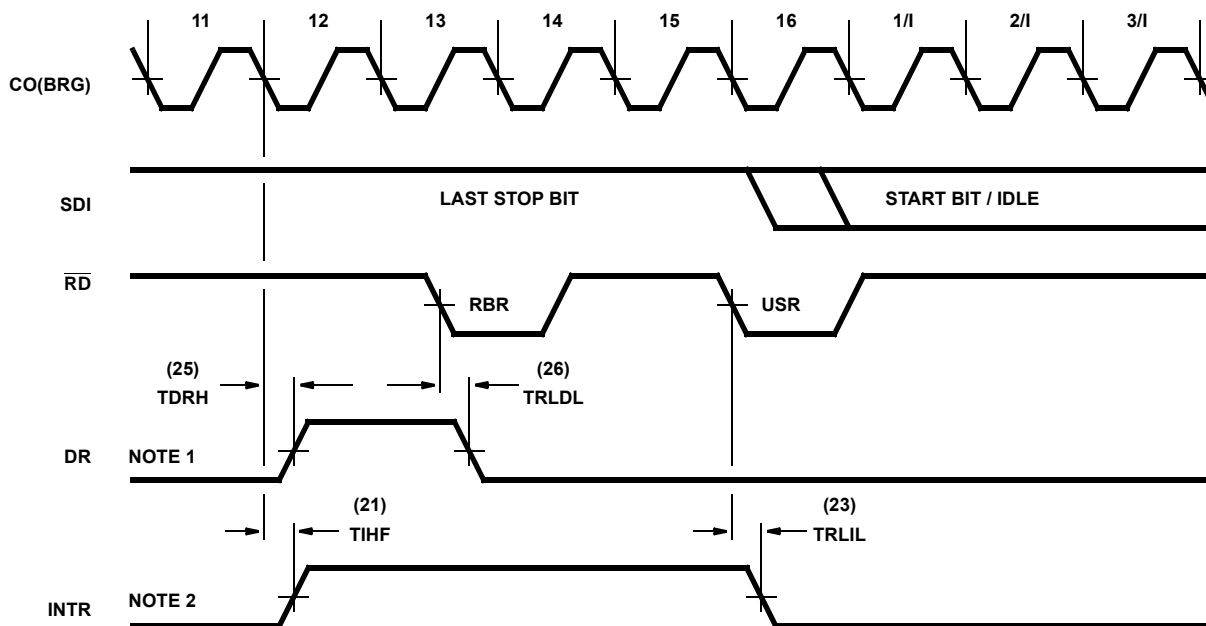 11 12 13 14 15 16 1/I 2/I 3/I
CO(BRG)
SDI LAST STOP BIT START BIT / IDLE
RD RBR USR
(25) (26)
TDRH TRLDL
DR NOTE 1
(21) (23)
TIHF TRLIL
INTR NOTE 2